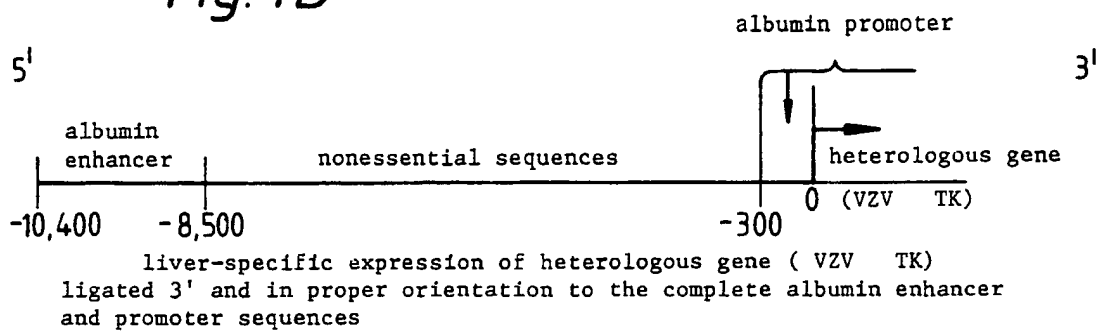 Fig. 1B
albumin promoter
5' 3'
albumin
enhancer
nonessential sequences
heterologous gene
-10,400 -8,500 -300 0 (VZV TK)
liver-specific expression of heterologous gene ( VZV TK)
ligated 3' and in proper orientation to the complete albumin enhancer
and promoter sequences